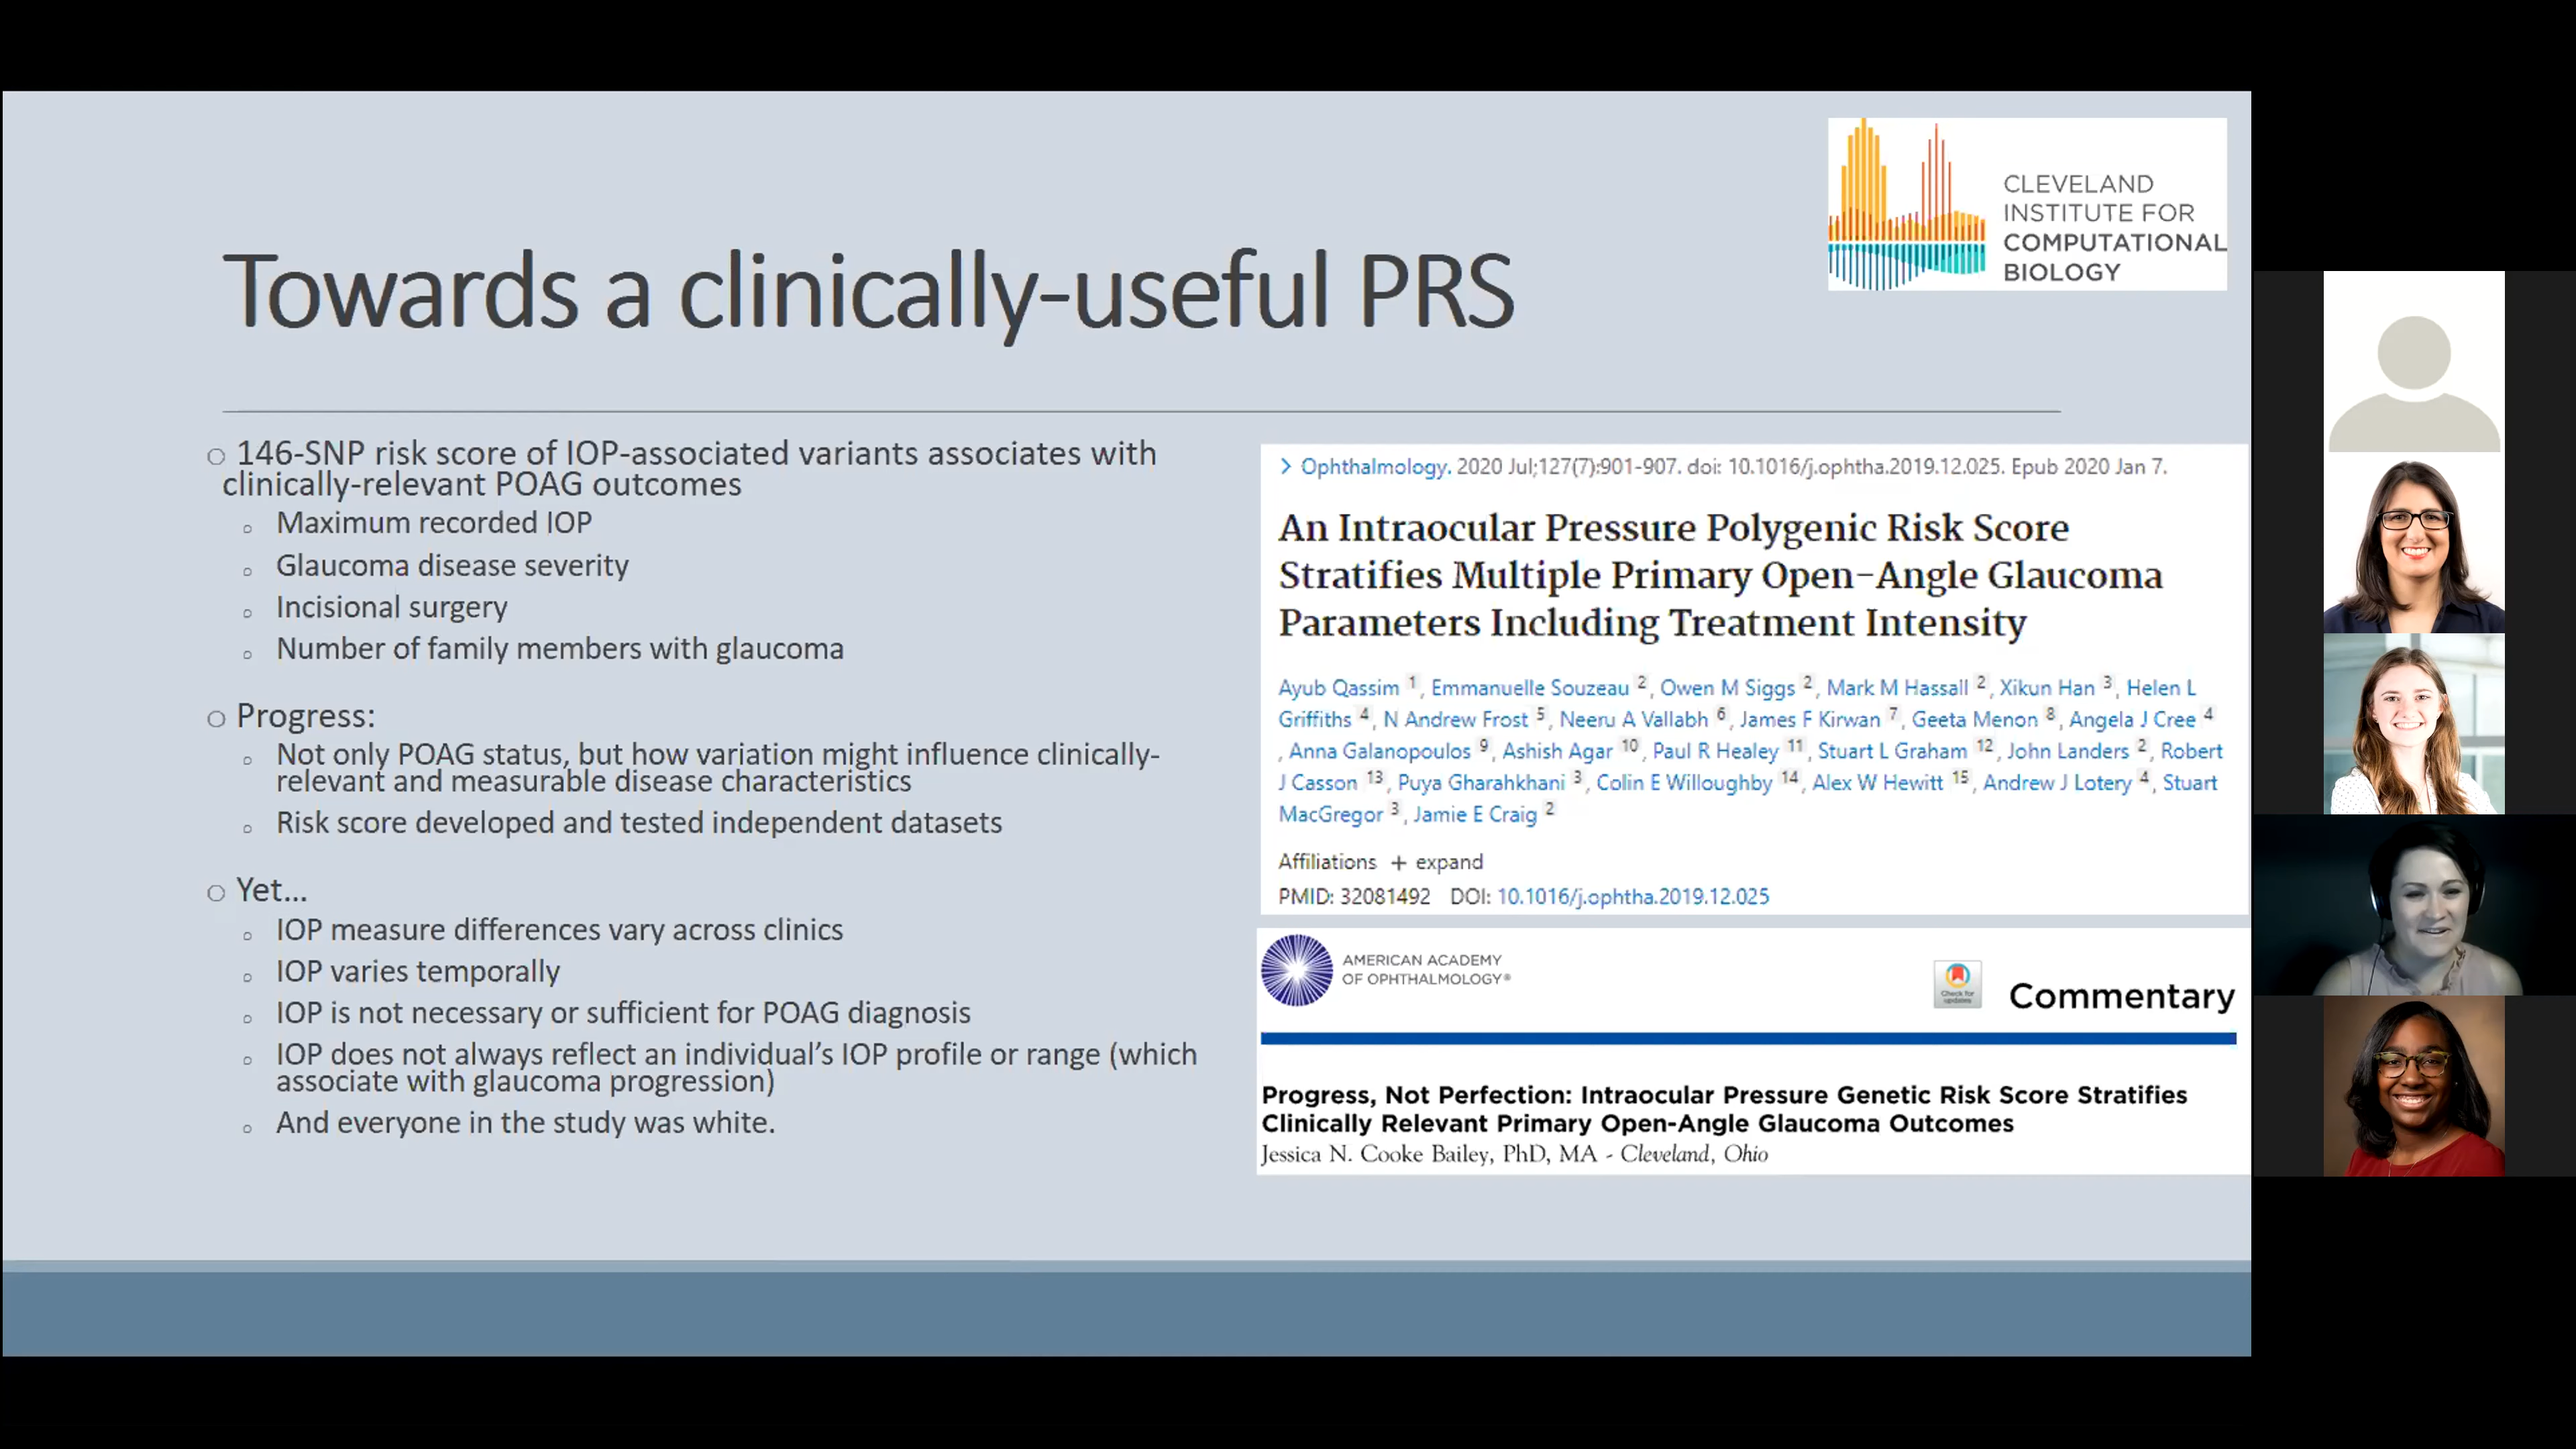 CLEVELAND
INSTITUTE FOR
COMPUTATIONAL
BIOLOGY
Towards a clinically-useful PRS
146-SNP risk score of IOP-associated variants associates with
clinically-relevant POAG outcomes
Maximum recorded IOP
Glaucoma disease severity
Incisional surgery
Number of family members with glaucoma
Progress:
Not only POAG status, but how variation might influence clinically-
relevant and measurable disease characteristics
Risk score developed and tested independent datasets
Yet...
IOP measure differences vary across clinics
IOP varies temporally
IOP is not necessary or sufficient for POAG diagnosis
IOP does not always reflect an individual's IOP profile or range (which
associate with glaucoma progression)
And everyone in the study was white.
> Ophthalmology. 2020 Jul;127(7):901-907. doi: 10.1016/j.ophtha.2019.12.025. Epub 2020 Jan 7.
An Intraocular Pressure Polygenic Risk Score
Stratifies Multiple Primary Open-Angle Glaucoma
Parameters Including Treatment Intensity
Ayub Qassim 1, Emmanuelle Souzeau 2, Owen M Siggs 2, Mark M Hassall 2, Xikun Han 3, Helen L
Griffiths 4, N Andrew Frost 5, Neeru A Vallabh 6, James F Kirwan 7, Geeta Menon 8, Angela J Cree 4
, Anna Galanopoulos 9, Ashish Agar 10, Paul R Healey 11, Stuart L Graham 12, John Landers 2, Robert
J Casson 13, Puya Gharahkhani 3, Colin E Willoughby 14, Alex W Hewitt 15, Andrew J Lotery 4, Stuart
MacGregor 3, Jamie E Craig 2
Affiliations + expand
PMID: 32081492 DOI: 10.1016/j.ophtha.2019.12.025
AMERICAN ACADEMY
OF OPHTHALMOLOGY®
Check for
updates
Commentary
Progress, Not Perfection: Intraocular Pressure Genetic Risk Score Stratifies
Clinically Relevant Primary Open-Angle Glaucoma Outcomes
Jessica N. Cooke Bailey, PhD, MA - Cleveland, Ohio